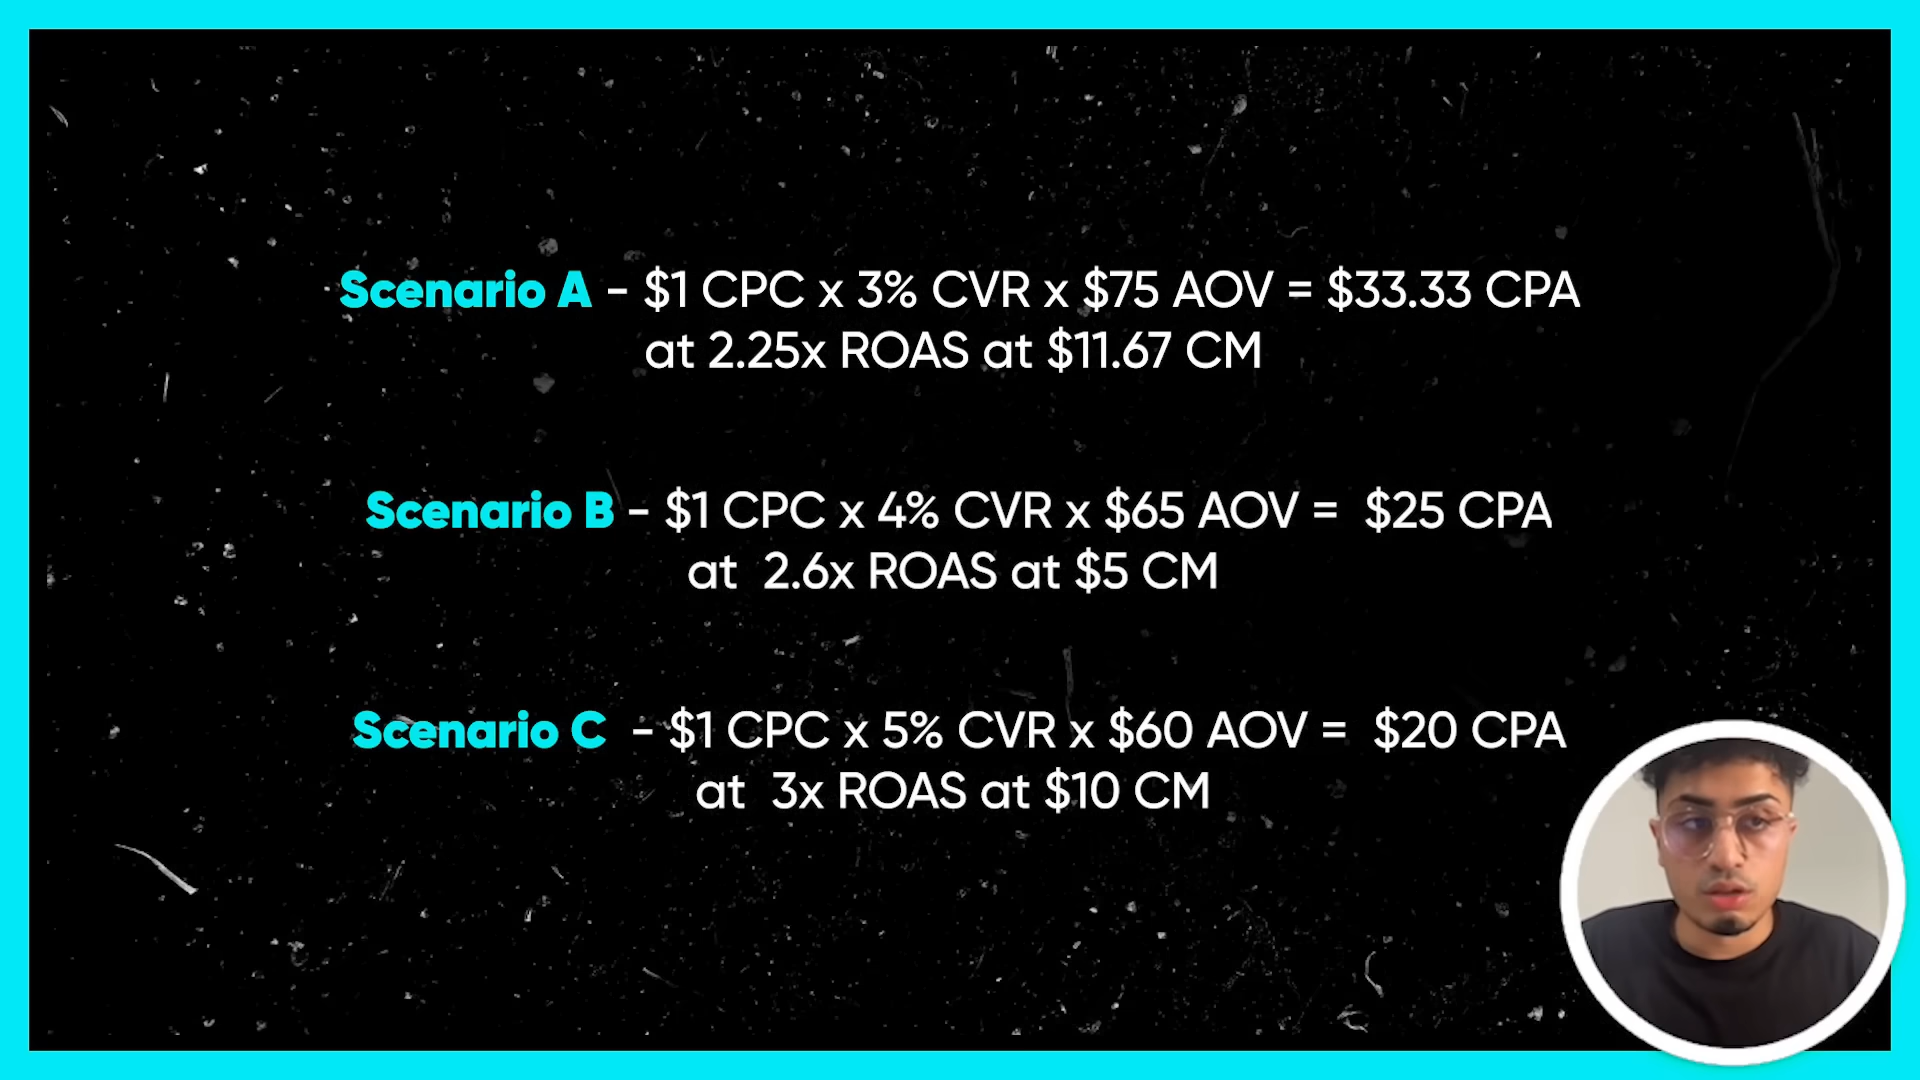 Scenario A - $1 CPC x 3% CVR x $75 AOV = $33.33 CPA
at 2.25x ROAS at $11.67 CM
Scenario B - $1 CPC x 4% CVR x $65 AOV = $25 CPA
at 2.6x ROAS at $5 CM
Scenario C - $1 CPC x 5% CVR x $60 AOV = $20 CPA
at 3x ROAS at $10 CM